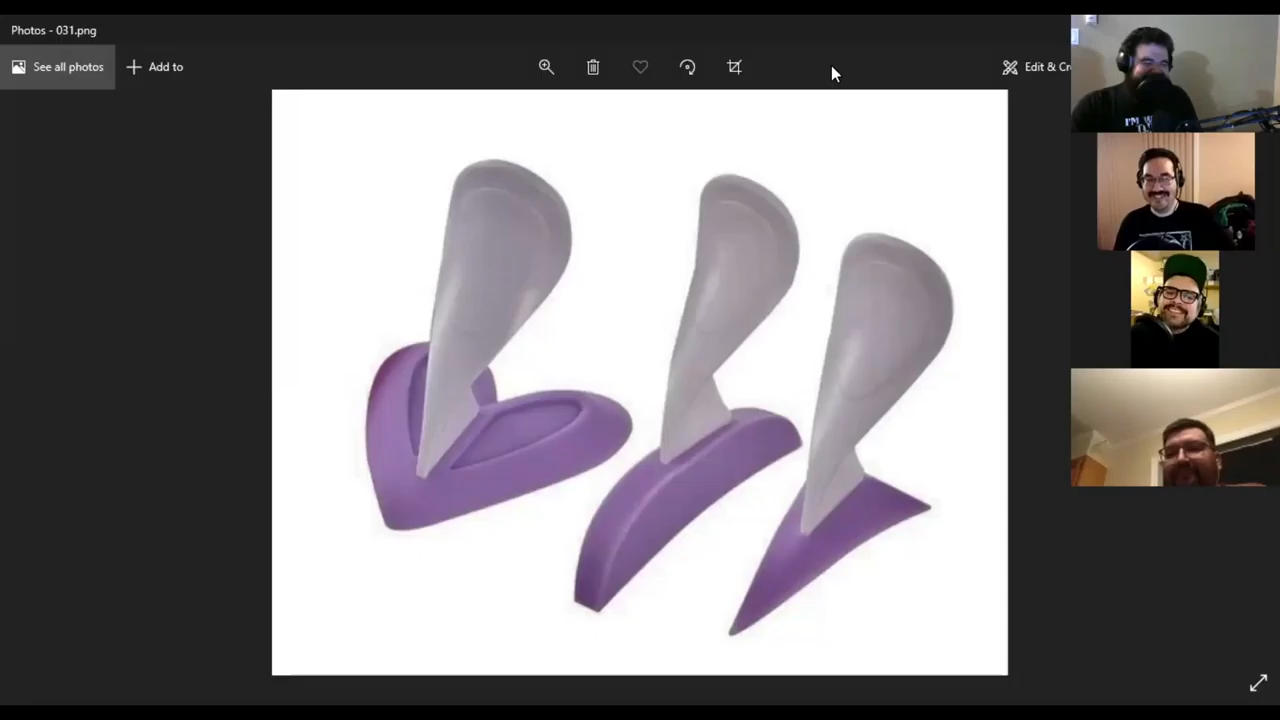 Photos - 031.png
See all photos
Add to
Edit & Cr
I'M